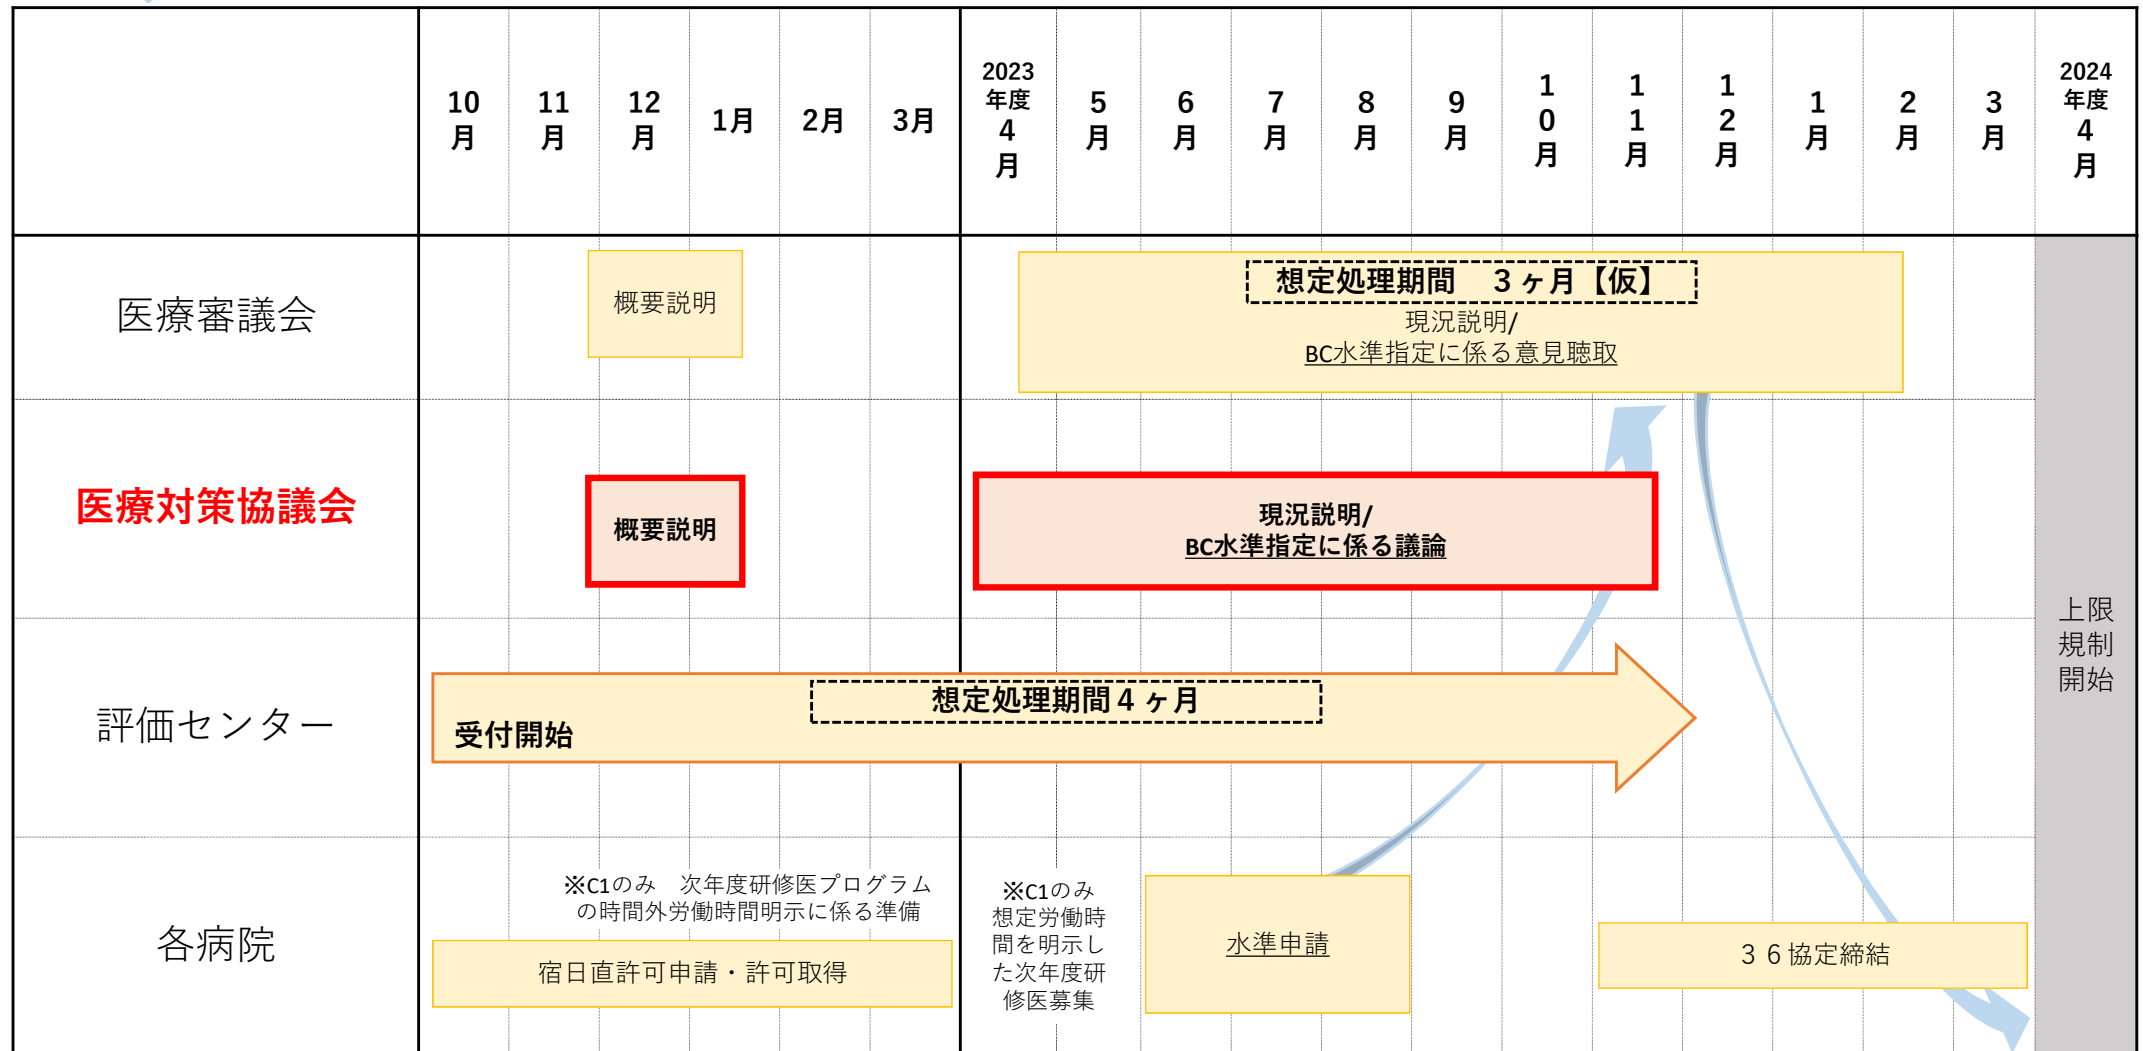 10
月
11
月
12
月
1月
2月
3月
2023
年度
4
月
5
月
6
月
7
月
8
月
9
月
1
0
月
1
1
月
1
2
月
1
月
2
月
3
月
2024
年度
4
月
医療審議会
概要説明
想定処理期間　３ヶ月【仮】
現況説明/
BC水準指定に係る意見聴取
医療対策協議会
概要説明
現況説明/
BC水準指定に係る議論
上限
規制
開始
評価センター
想定処理期間４ヶ月
受付開始
各病院
※C1のみ　次年度研修医プログラム
の時間外労働時間明示に係る準備
宿日直許可申請・許可取得
※C1のみ
想定労働時
間を明示し
た次年度研
修医募集
水準申請
３６協定締結